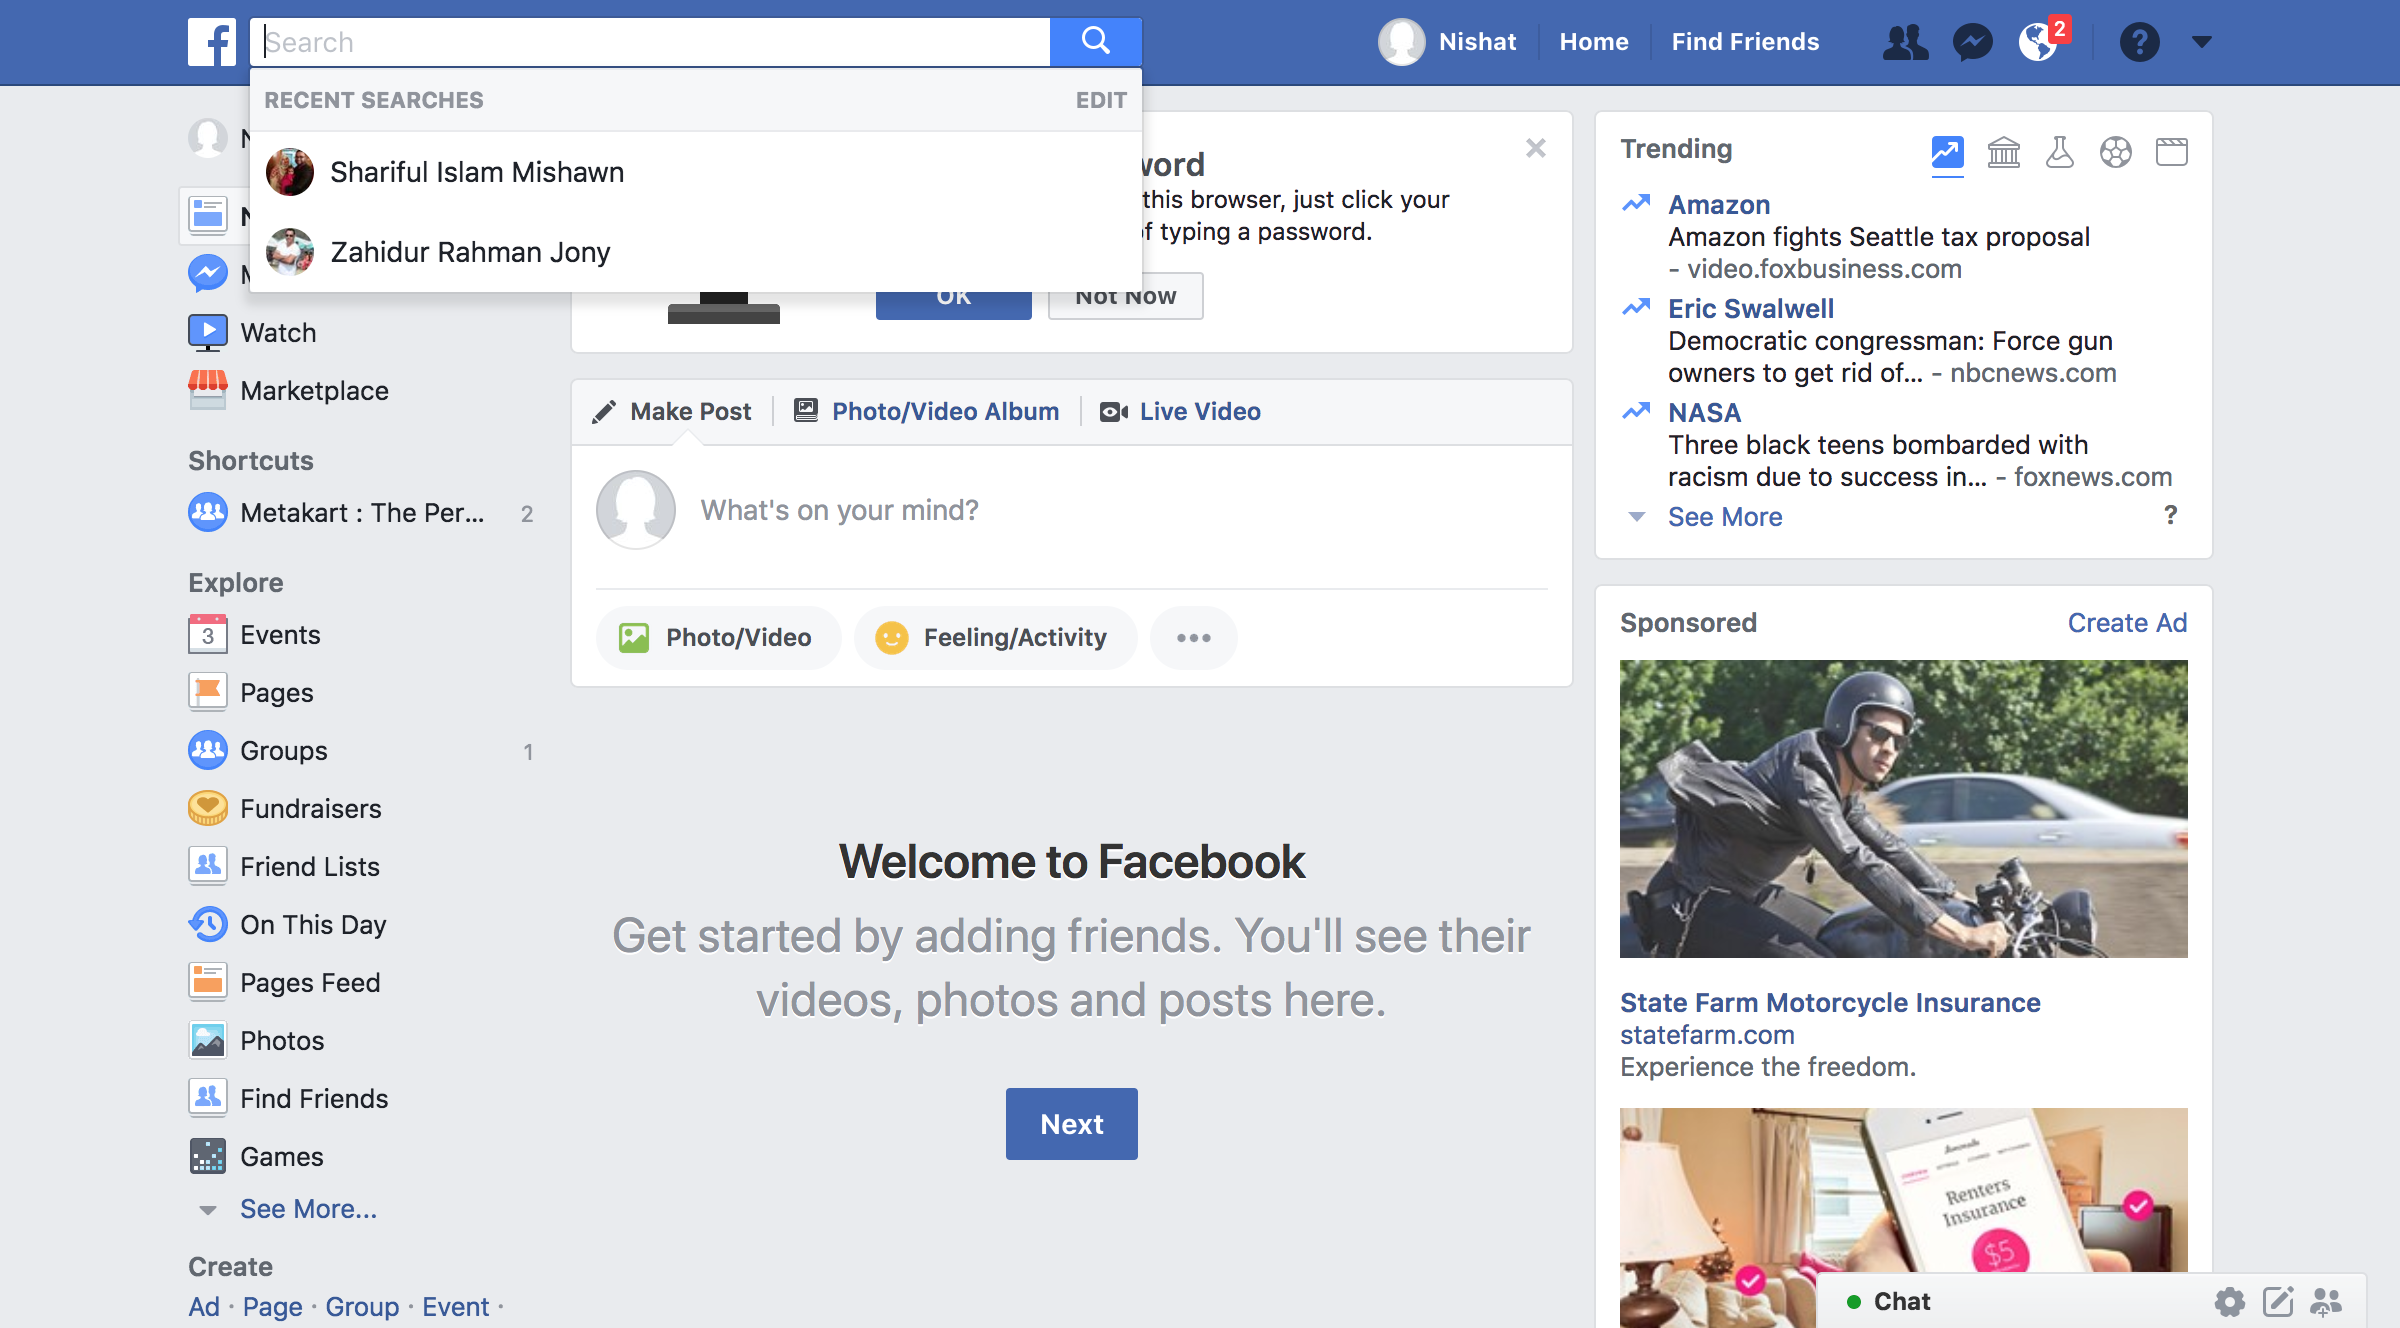 Search
Nishat
Home
Find Friends
2
?
RECENT SEARCHES
EDIT
Shariful Islam Mishawn
Zahidur Rahman Jony
Watch
Marketplace
Shortcuts
Metakart : The Per...
2
Explore
3
Events
Pages
Groups
1
Fundraisers
Friend Lists
On This Day
Pages Feed
Photos
Find Friends
Games
See More...
Create
Ad · Page · Group · Event ·
this browser, just click your
typing a password.
OK
Not Now
Make Post
Photo/Video Album
Live Video
What's on your mind?
Photo/Video
Feeling/Activity
Welcome to Facebook
Get started by adding friends. You'll see their
videos, photos and posts here.
Next
Trending
Amazon
Amazon fights Seattle tax proposal
- video.foxbusiness.com
Eric Swalwell
Democratic congressman: Force gun
owners to get rid of... - nbcnews.com
NASA
Three black teens bombarded with
racism due to success in... - foxnews.com
See More
?
Sponsored
Create Ad
State Farm Motorcycle Insurance
statefarm.com
Experience the freedom.
Renters
Insurance
$5
Chat